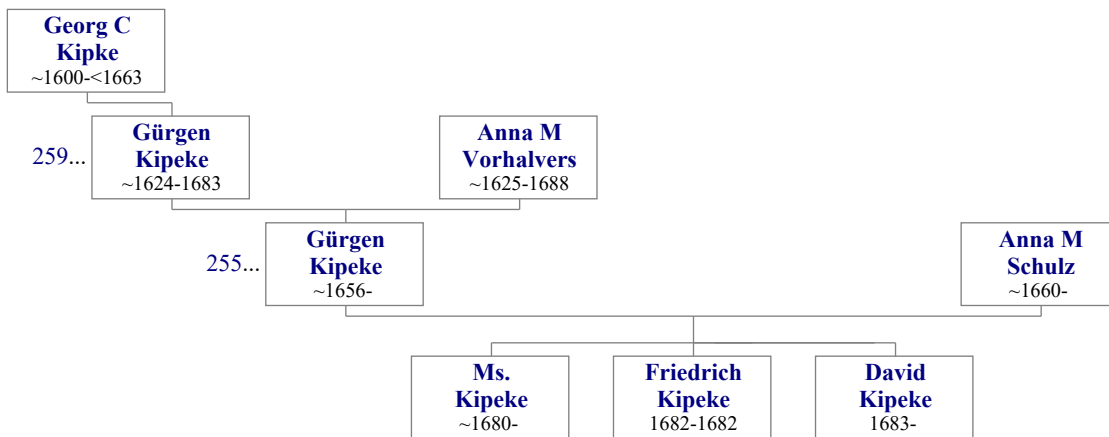 Georg C
Kipke
~1600-<1663
259...
Gürgen
Kipeke
~1624-1683
Anna M
Vorhalvers
~1625-1688
255...
Gürgen
Kipeke
~1656-
Anna M
Schulz
~1660-
Ms.
Kipeke
~1680-
Friedrich
Kipeke
1682-1682
David
Kipeke
1683-